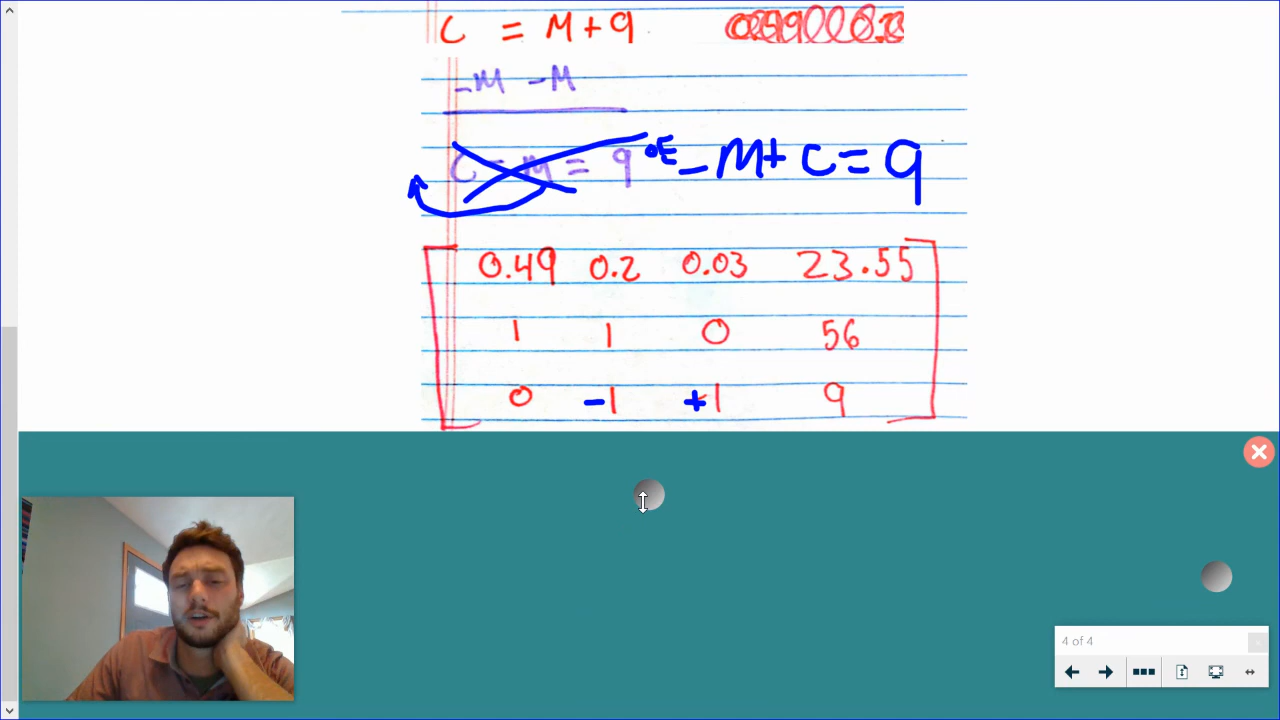 C = M + 9
-M -M
C - M = 9 -M + C = 9
0.49 0.2 0.03 23.55
1 1 0 56
0 -1 +1 9
4 of 4